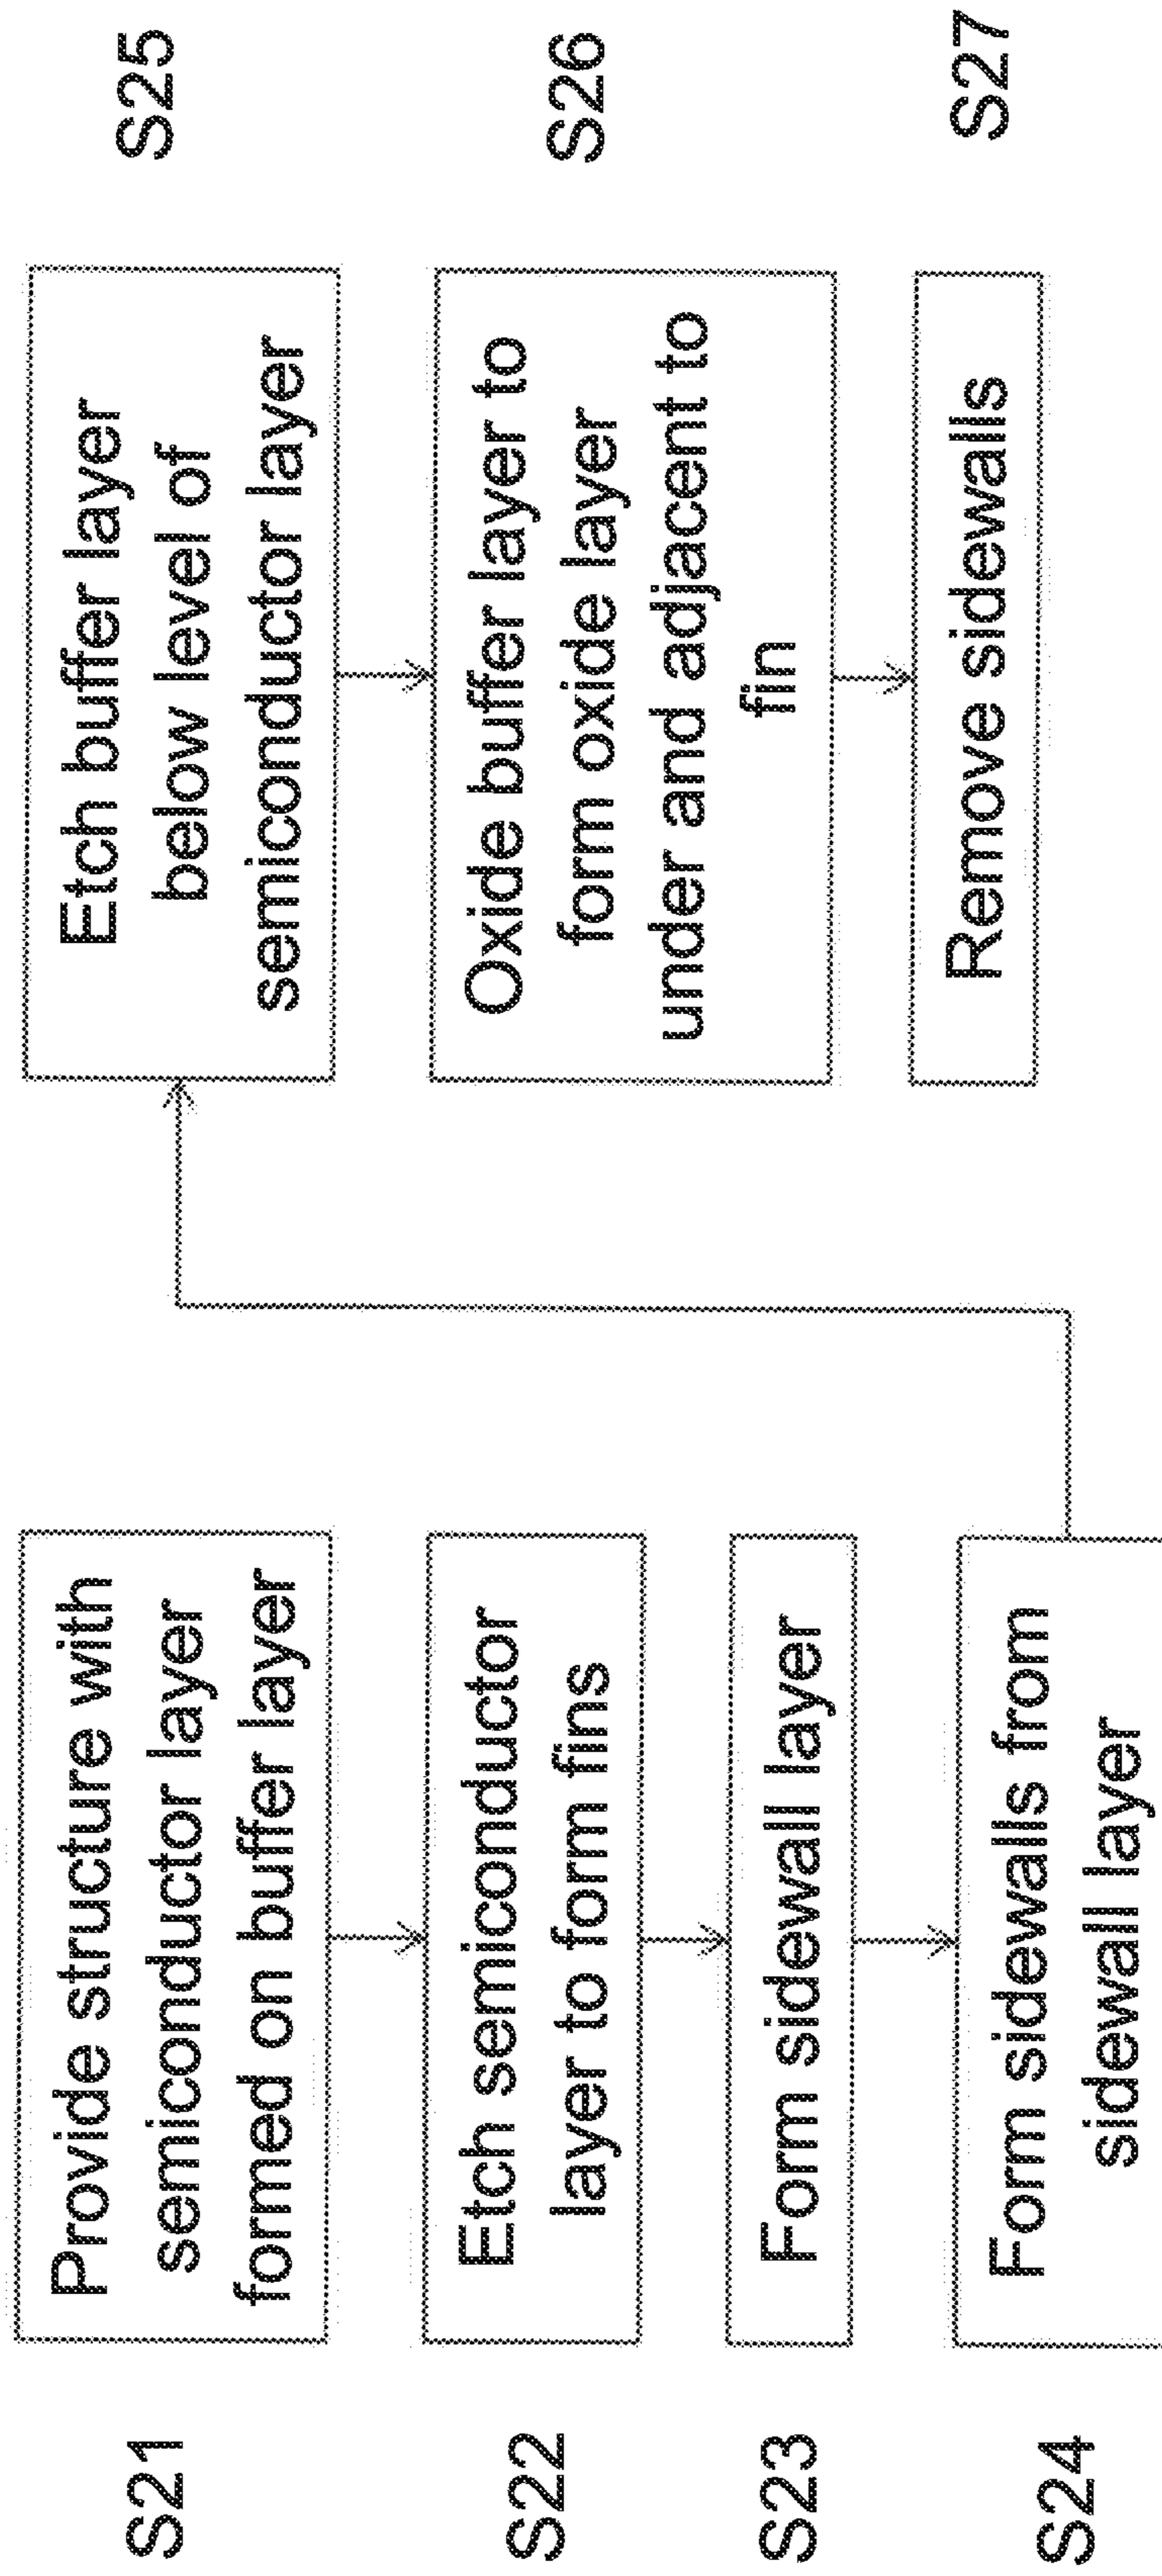 S21
Provide structure with
semiconductor layer
formed on buffer layer
S22
Etch semiconductor
layer to form fins
S23
Form sidewall layer
S24
Form sidewalls from
sidewall layer
Etch buffer layer
below level of
semiconductor layer
S25
Oxide buffer layer to
form oxide layer
under and adjacent to
fin
S26
Remove sidewalls
S27